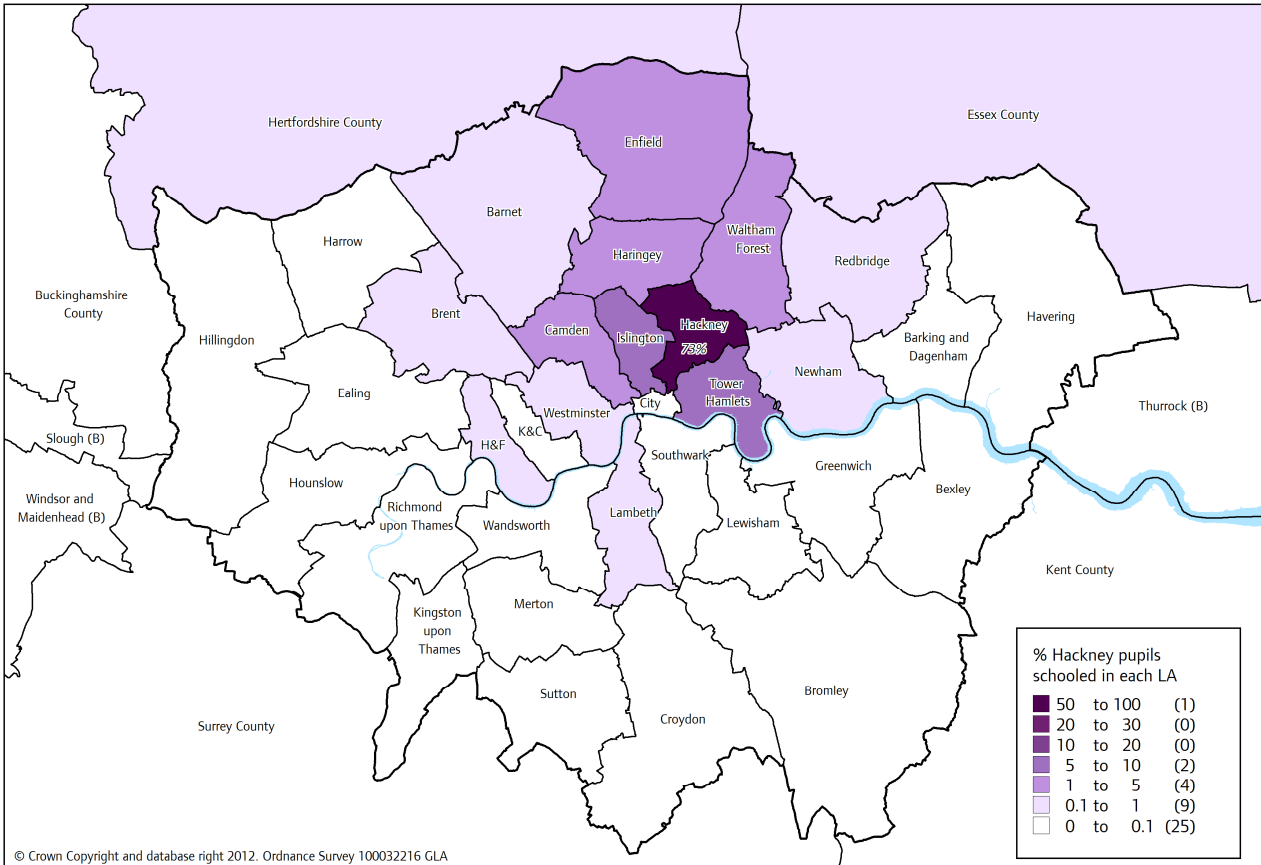 Hertfordshire County
Essex County
Enfield
Barnet
Harrow
Waltham
Forest
Haringey
Redbridge
Buckinghamshire
County
Brent
Camden
Hackney
73%
Islington
Havering
Hillingdon
Barking and
Dagenham
Newham
Ealing
Tower
Hamlets
Thurrock (B)
Westminster
City
K&C
Slough (B)
H&F
Southwark
Greenwich
Hounslow
Bexley
Windsor and
Maidenhead (B)
Richmond
upon Thames
Wandsworth
Lambeth
Lewisham
Kent County
Merton
Kingston
upon
Thames
Sutton
Bromley
Croydon
Surrey County
% Hackney pupils
schooled in each LA
50 to 100 (1)
20 to 30 (0)
10 to 20 (0)
5 to 10 (2)
1 to 5 (4)
0.1 to 1 (9)
0 to 0.1 (25)
© Crown Copyright and database right 2012. Ordnance Survey 100032216 GLA